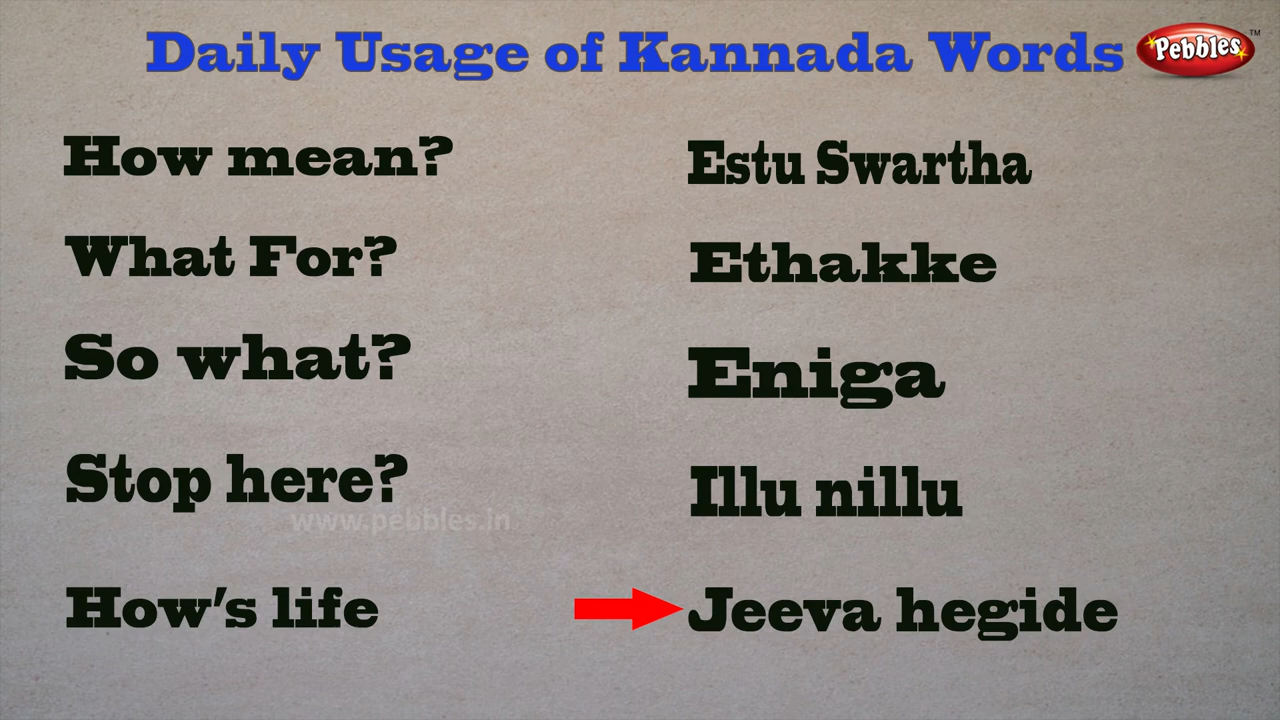 Daily Usage of Kannada Words
Pebbles TM
How mean? Estu Swartha
What For? Ethakke
So what? Eniga
Stop here? Illu nillu
www.pebbles.in
How's life Jeeva hegide